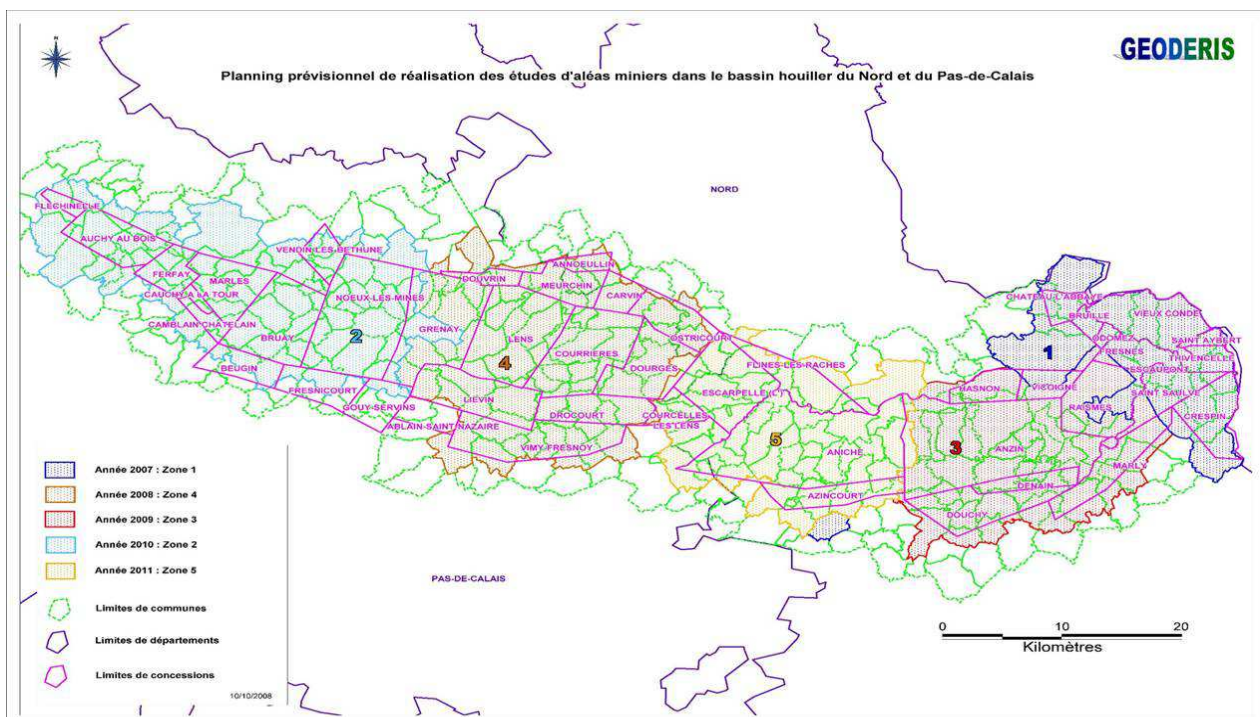 N
GEODERIS
Planning prévisionnel de réalisation des études d'aléas miniers dans le bassin houiller du Nord et du Pas-de-Calais
NORD
FLECHINELLE
AUCHY AU BOIS
FERFAY
MARLES
CAUCHY A LA TOUR
CAMBLAIN CHATELAIN
BRUAY
BEUGIN
VENDIN LES BETHUNE
NOEUX-LES-MINES
2
FRESNICOURT
GOUY-SERVINS
ABLAIN-SAINT-NAZAIRE
DOUVRIN
GRENAY
LENS
4
LIEVIN
ANNOEULLIN
MEURCHIN
CARVIN
COURRIÈRES
DOURGES
DROCOURT
VIMY-FRESNOY
OSTRICOURT
COURCELLES
LES LENS
FLINES-LES-RACHES
ESCARPELLE (L')
5
ANICHE
AZINCOURT
CHATEAU L'ABBAYE
BRUILLE
VIEUX CONDE
ODOMEZ
SAINT AYBERT
1
FRESNES
THIVENCELLE
ESCAUPONT
HASNON
VICOIGNE
SAINT SAULVE
RAISMES
CRESPIN
3
ANZIN
MARLY
DENAIN
DOUCHY
PAS-DE-CALAIS
Année 2007 : Zone 1
Année 2008 : Zone 4
Année 2009 : Zone 3
Année 2010 : Zone 2
Année 2011 : Zone 5
Limites de communes
Limites de départements
Limites de concessions
10/10/2008
0 10 20
Kilomètres